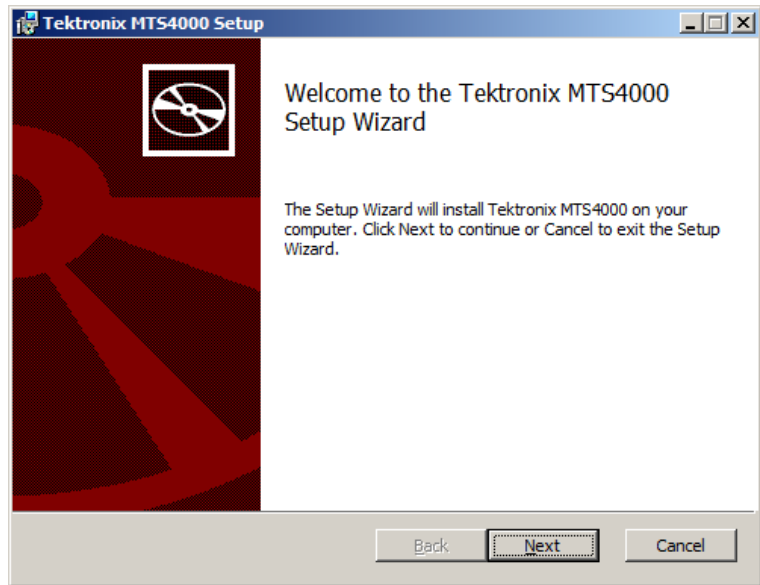 Tektronix MTS4000 Setup
Welcome to the Tektronix MTS4000
Setup Wizard
The Setup Wizard will install Tektronix MTS4000 on your
computer. Click Next to continue or Cancel to exit the Setup
Wizard.
Back
Next
Cancel